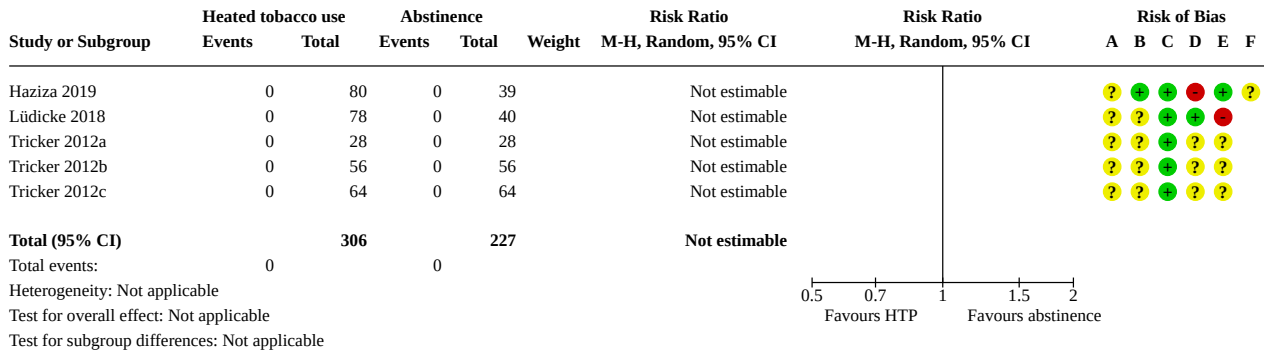 Heated tobacco use Abstinence Risk Ratio Risk Ratio Risk of Bias
Study or Subgroup Events Total Events Total Weight M-H, Random, 95% CI M-H, Random, 95% CI A B C D E F
Haziza 2019 0 80 0 39 Not estimable ? + + - + ?
Lüdicke 2018 0 78 0 40 Not estimable ? ? + + -
Tricker 2012a 0 28 0 28 Not estimable ? ? + ? ?
Tricker 2012b 0 56 0 56 Not estimable ? ? + ? ?
Tricker 2012c 0 64 0 64 Not estimable ? ? + ? ?
Total (95% CI) 306 227 Not estimable
Total events: 0 0
Heterogeneity: Not applicable
0.5 0.7 1 1.5 2
Test for overall effect: Not applicable Favours HTP Favours abstinence
Test for subgroup differences: Not applicable